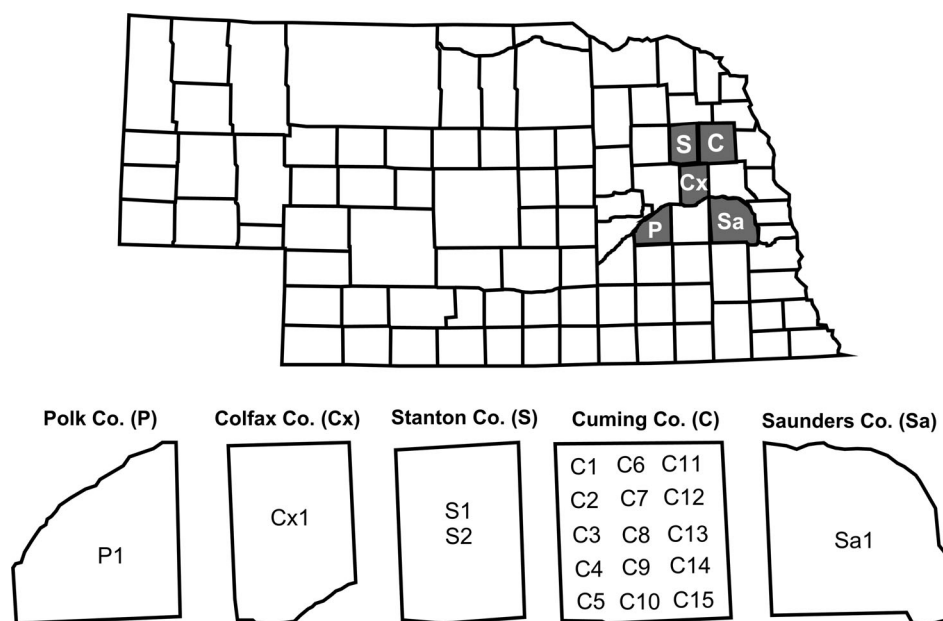 S C
Cx
P Sa
Polk Co. (P) Colfax Co. (Cx) Stanton Co. (S) Cuming Co. (C) Saunders Co. (Sa)
P1
Cx1
S1
S2
C1 C6 C11
C2 C7 C12
C3 C8 C13
C4 C9 C14
C5 C10 C15
Sa1